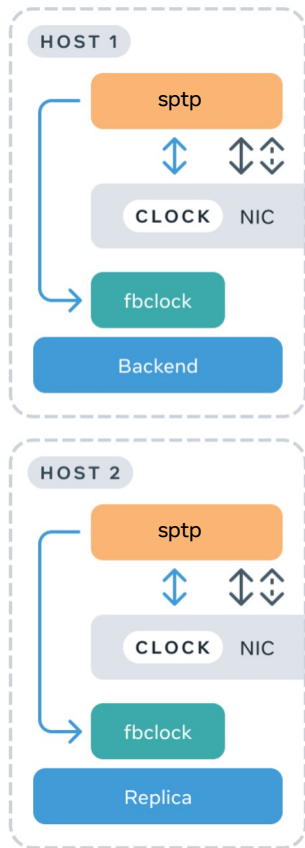 HOST 1
sptp
CLOCK NIC
fbclock
Backend
HOST 2
sptp
CLOCK NIC
fbclock
Replica